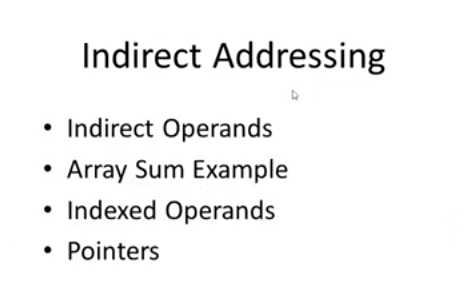 Indirect Addressing
• Indirect Operands
• Array Sum Example
• Indexed Operands
• Pointers